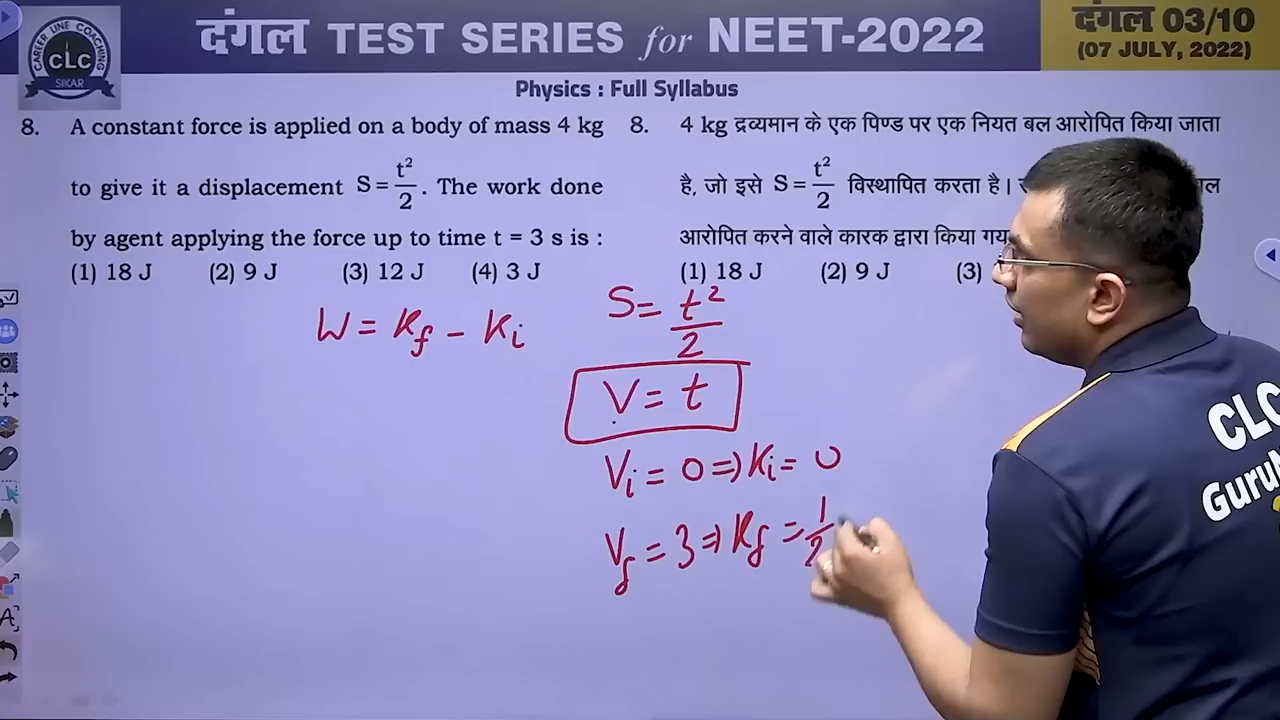 दंगल TEST SERIES for NEET-2022
दंगल 03/10
(07 JULY, 2022)
CAREER LINE COACHING
CLC
SIKAR
Physics : Full Syllabus
8. A constant force is applied on a body of mass 4 kg
to give it a displacement S = t²/2. The work done
by agent applying the force up to time t = 3 s is :
(1) 18 J (2) 9 J (3) 12 J (4) 3 J
8. 4 kg द्रव्यमान के एक पिण्ड पर एक नियत बल आरोपित किया जाता
है, जो इसे S = t²/2 विस्थापित करता है।
आरोपित करने वाले कारक द्वारा किया
(1) 18 J (2) 9 J (3)
W = Kf - Ki
S = t²/2
V = t
Vi = 0 ⇒ Ki = 0
Vf = 3 ⇒ Kf = 1/2
CLC